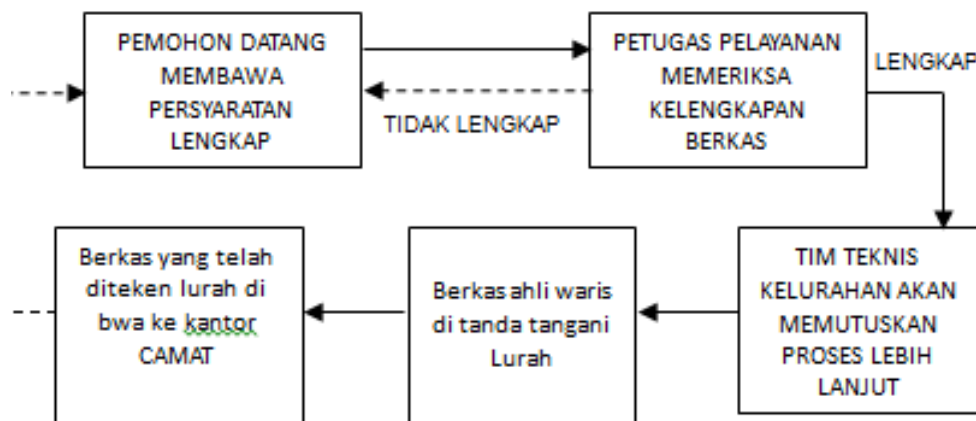 PEMOHON DATANG
MEMBAWA
PERSYARATAN
LENGKAP
TIDAK LENGKAP
PETUGAS PELAYANAN
MEMERIKSA
KELENGKAPAN
BERKAS
LENGKAP
TIM TEKNIS
KELURAHAN AKAN
MEMUTUSKAN
PROSES LEBIH
LANJUT
Berkas ahli waris
di tanda tangani
Lurah
Berkas yang telah
diteken lurah di
bwa ke kantor
CAMAT